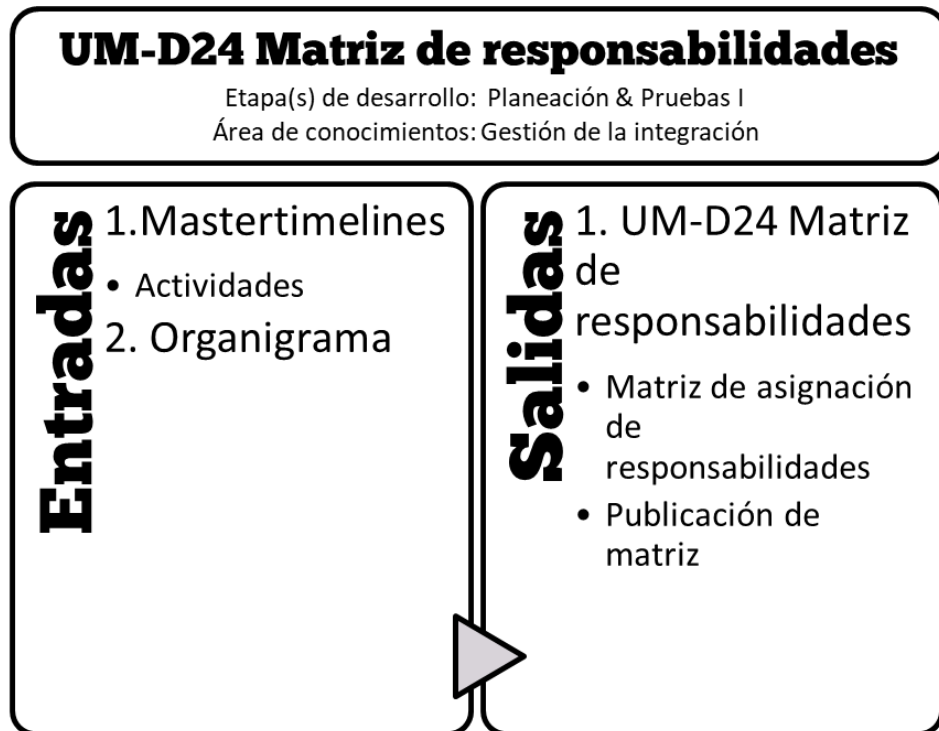 UM-D24 Matriz de responsabilidades
Etapa(s) de desarrollo: Planeación & Pruebas I
Área de conocimientos: Gestión de la integración
Entradas
1.Mastertimelines
• Actividades
2. Organigrama
Salidas
1. UM-D24 Matriz
de
responsabilidades
• Matriz de asignación
de
responsabilidades
• Publicación de
matriz